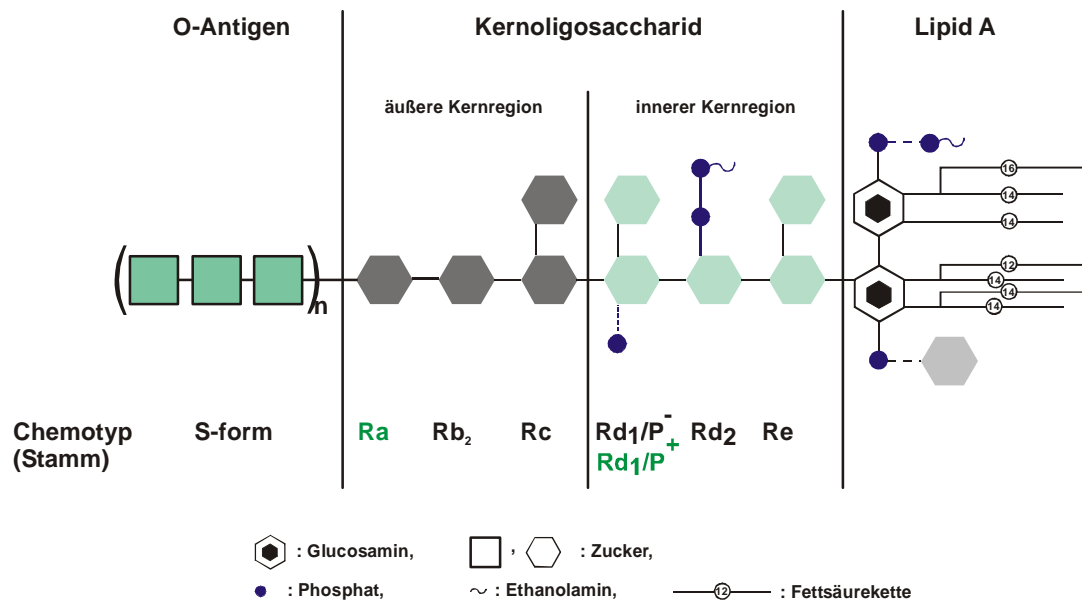 O-Antigen Kernoligosaccharid Lipid A
äußere Kernregion innerer Kernregion
16
14
14
12
14
14
14
( )n
Chemotyp S-form Ra Rb₂ Rc Rd1/P- Rd2 Re
(Stamm) Rd1/P+
: Glucosamin, , : Zucker,
: Phosphat, ~ : Ethanolamin, 12 : Fettsäurekette